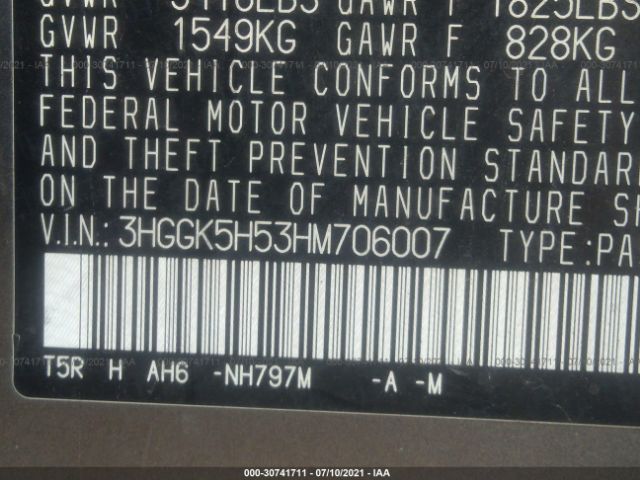 GVWR 1549KG GAWR F 828KG
THIS VEHICLE CONFORMS TO ALL
FEDERAL MOTOR VEHICLE SAFETY
AND THEFT PREVENTION STANDAR
ON THE DATE OF MANUFACTURE SH
V.I.N.: 3HGGK5H53HM706007 TYPE:PA
T5R H AH6 -NH797M -A -M
000-30741711 - 07/10/2021 - IAA